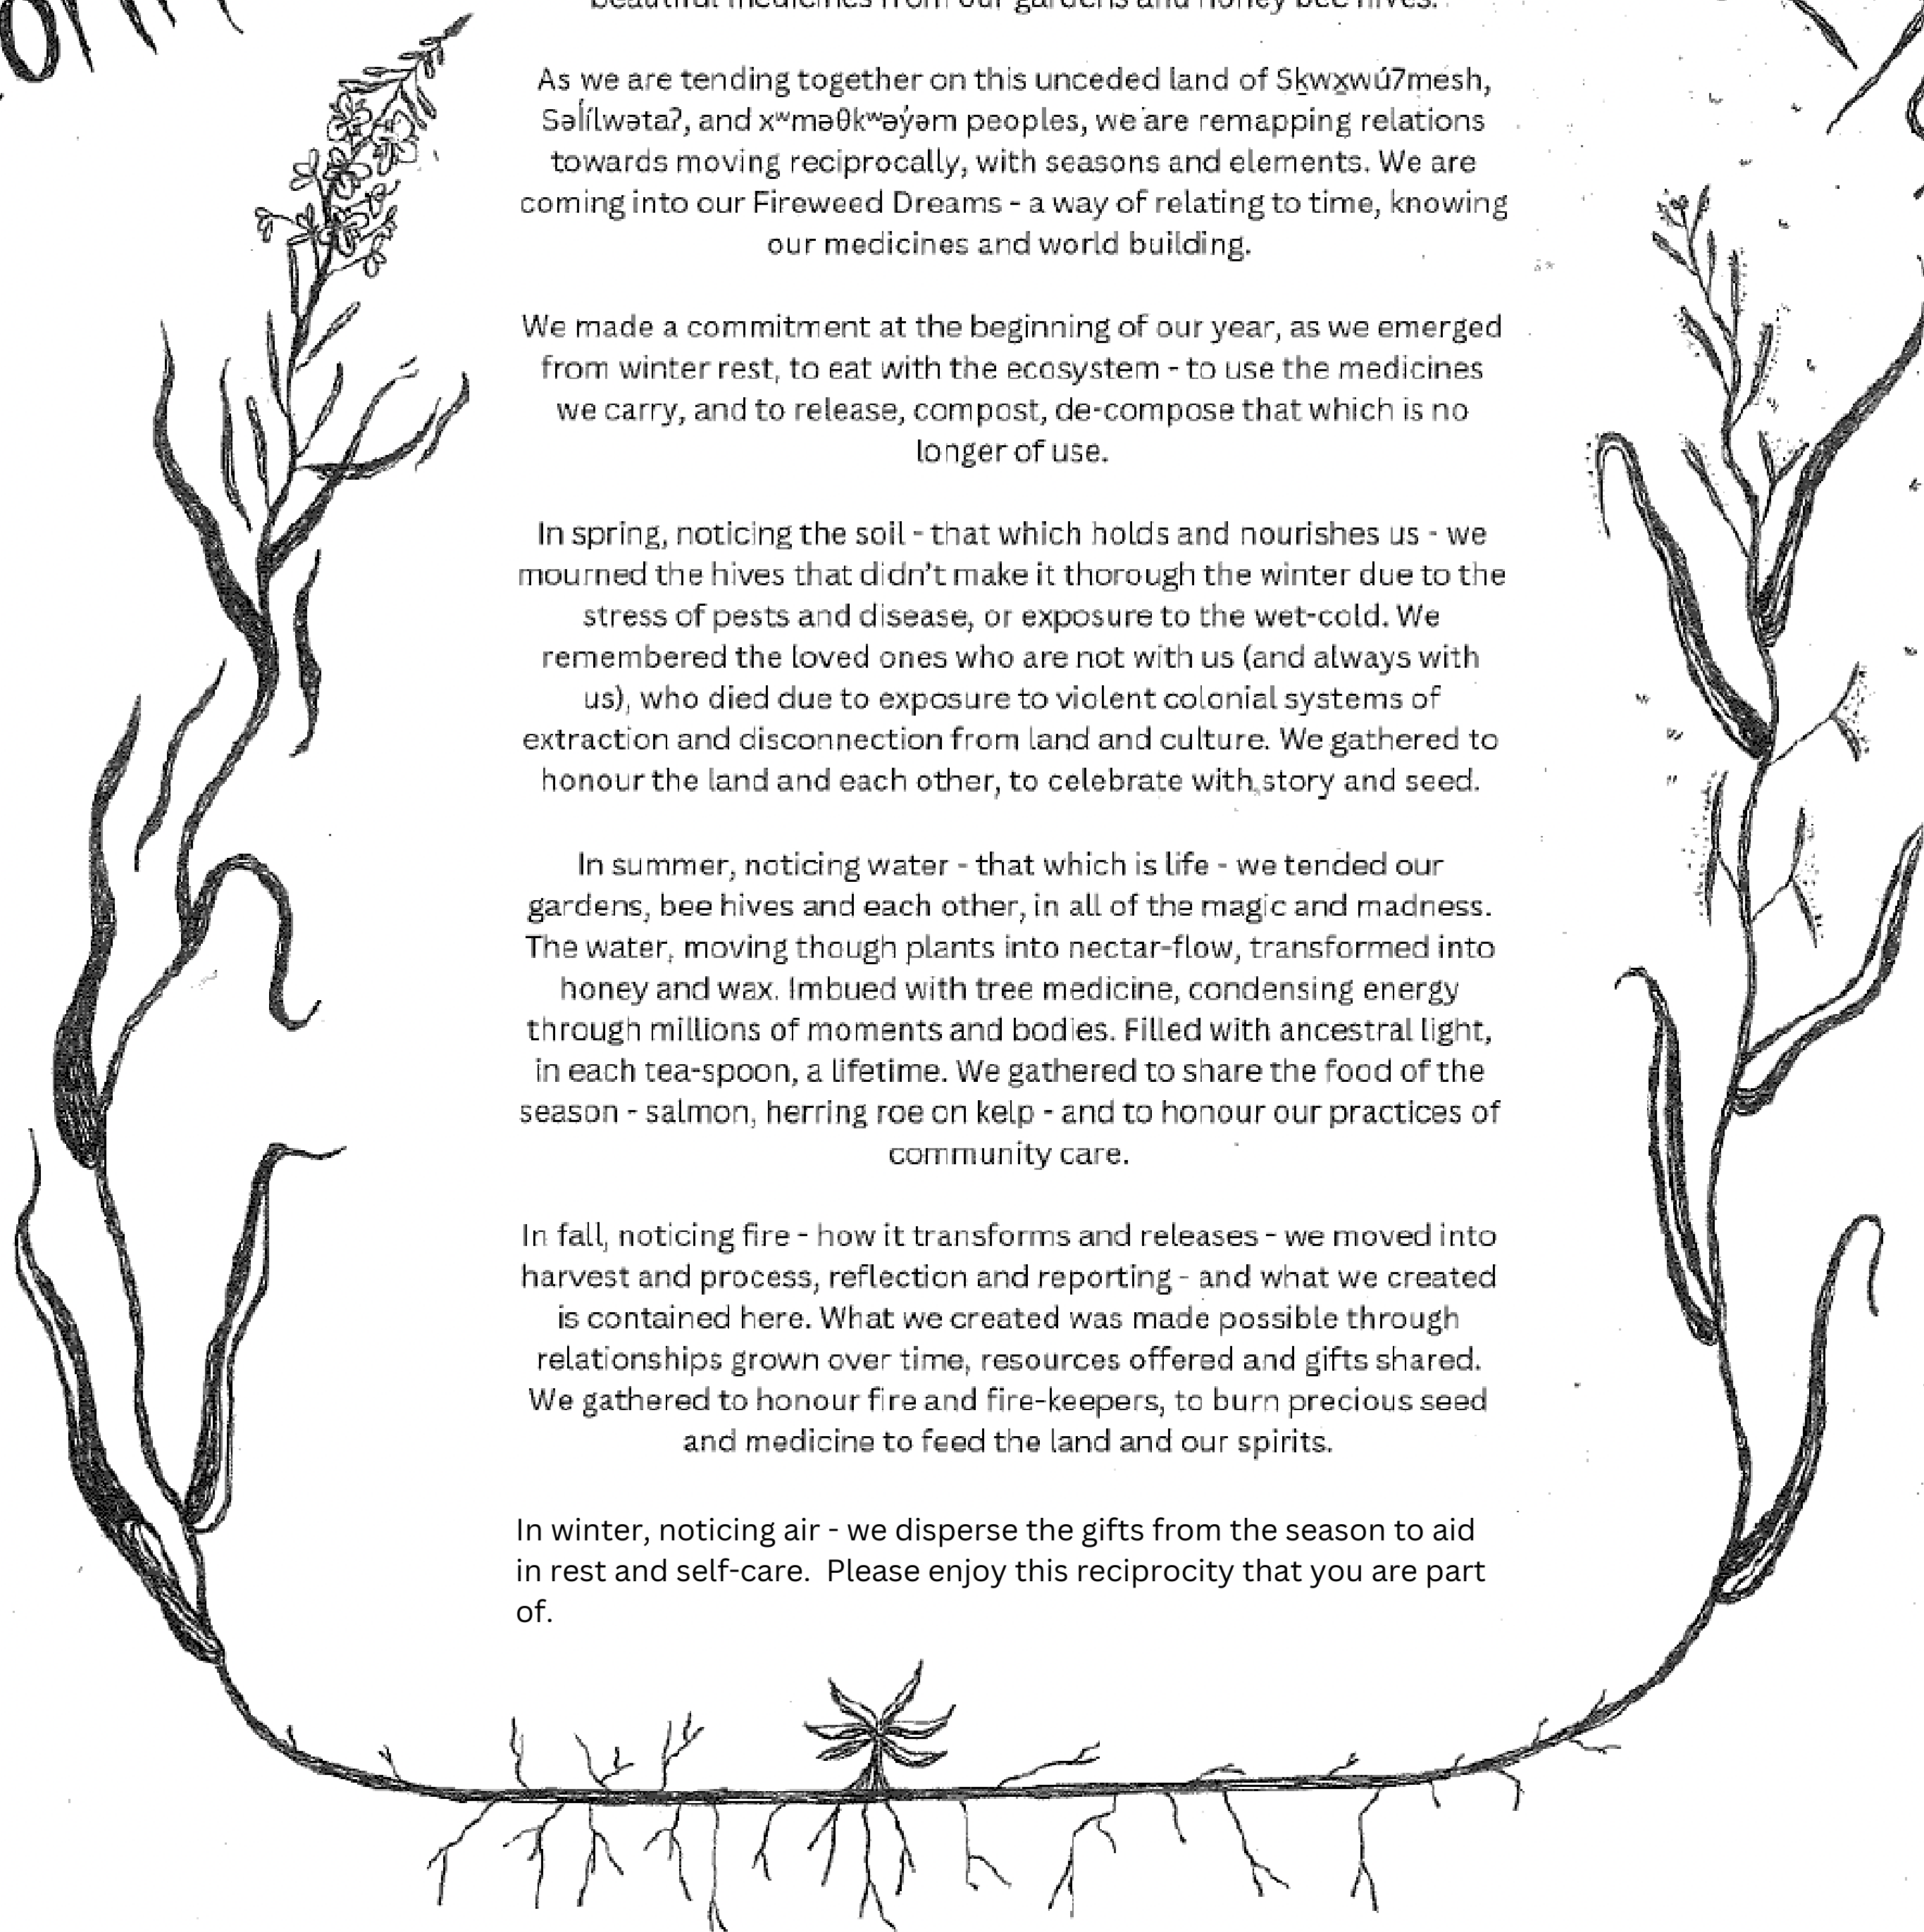 beautiful medicines from our gardens and honey bee hives.
As we are tending together on this unceded land of Sḵwx̱wú7mesh,
Səl̓ílwətaʔ, and xʷməθkʷəy̓əm peoples, we are remapping relations
towards moving reciprocally, with seasons and elements. We are
coming into our Fireweed Dreams - a way of relating to time, knowing
our medicines and world building.
We made a commitment at the beginning of our year, as we emerged
from winter rest, to eat with the ecosystem - to use the medicines
we carry, and to release, compost, de-compose that which is no
longer of use.
In spring, noticing the soil - that which holds and nourishes us - we
mourned the hives that didn't make it thorough the winter due to the
stress of pests and disease, or exposure to the wet-cold. We
remembered the loved ones who are not with us (and always with
us), who died due to exposure to violent colonial systems of
extraction and disconnection from land and culture. We gathered to
honour the land and each other, to celebrate with story and seed.
In summer, noticing water - that which is life - we tended our
gardens, bee hives and each other, in all of the magic and madness.
The water, moving though plants into nectar-flow, transformed into
honey and wax. Imbued with tree medicine, condensing energy
through millions of moments and bodies. Filled with ancestral light,
in each tea-spoon, a lifetime. We gathered to share the food of the
season - salmon, herring roe on kelp - and to honour our practices of
community care.
In fall, noticing fire - how it transforms and releases - we moved into
harvest and process, reflection and reporting - and what we created
is contained here. What we created was made possible through
relationships grown over time, resources offered and gifts shared.
We gathered to honour fire and fire-keepers, to burn precious seed
and medicine to feed the land and our spirits.
In winter, noticing air - we disperse the gifts from the season to aid
in rest and self-care.  Please enjoy this reciprocity that you are part
of.